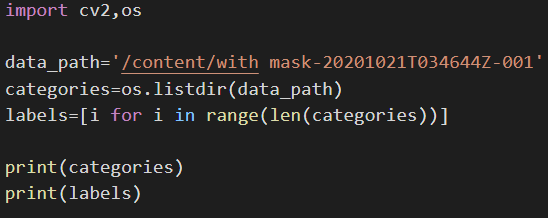 import cv2,os
data_path='/content/with mask-20201021T034644Z-001'
categories=os.listdir(data_path)
labels=[i for i in range(len(categories))]
print(categories)
print(labels)